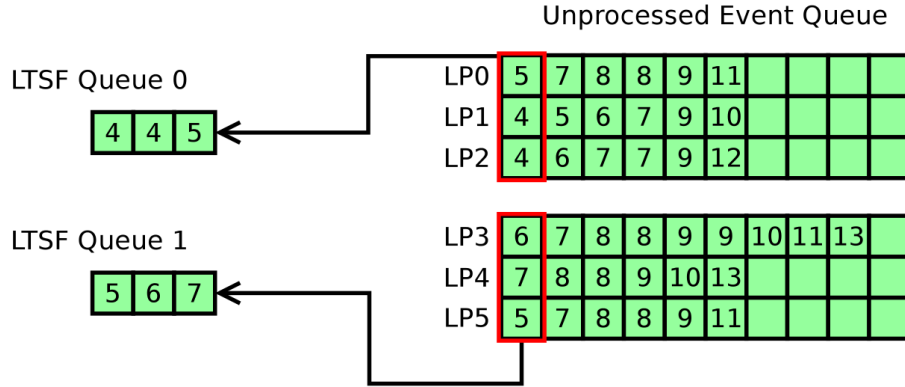 Unprocessed Event Queue
LTSF Queue 0
4 4 5
LP0 5 7 8 8 9 11
LP1 4 5 6 7 9 10
LP2 4 6 7 7 9 12
LTSF Queue 1
5 6 7
LP3 6 7 8 8 9 9 10 11 13
LP4 7 8 8 9 10 13
LP5 5 7 8 8 9 11